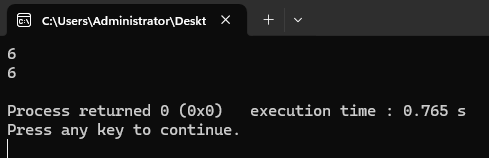 C:\Users\Administrator\Deskt
6
6
Process returned 0 (0x0)   execution time : 0.765 s
Press any key to continue.